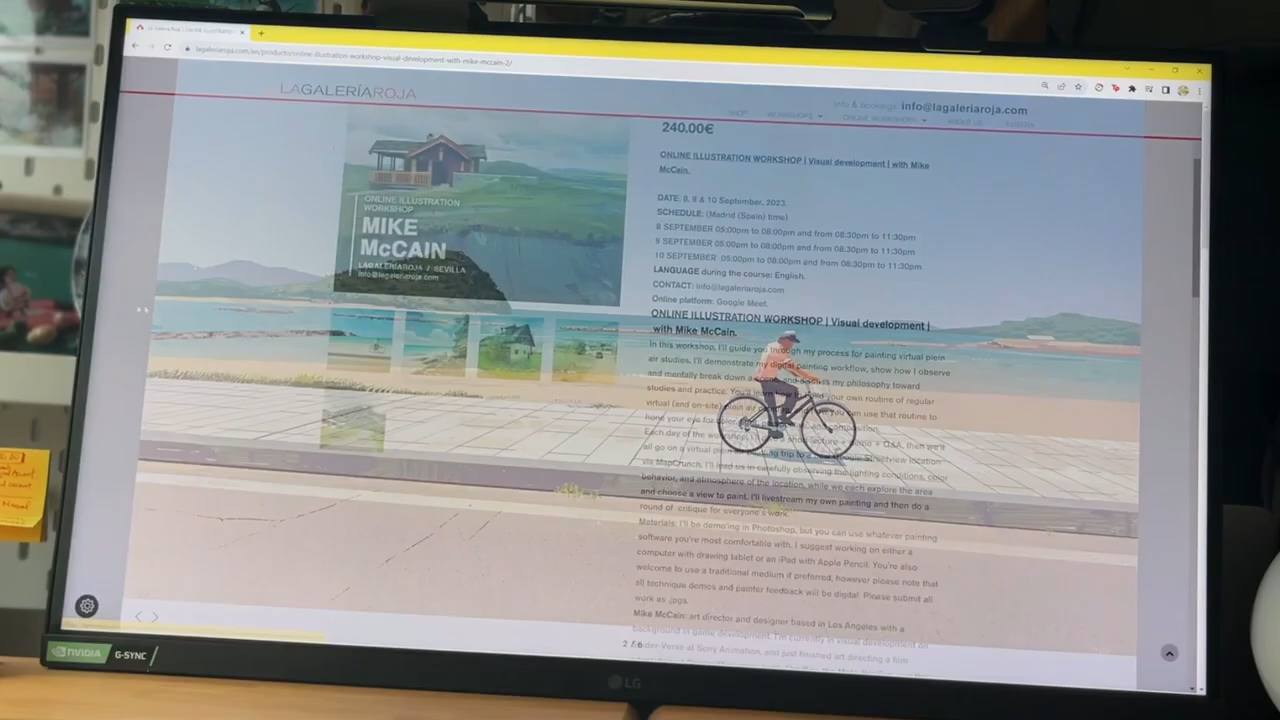 lagaleriaroja.com/en/producto/online-illustration-workshop-visual-development-with-mike-mccain-2/
LAGALERÍAROJA
Info & bookings: info@lagaleriaroja.com
SHOP WORKSHOPS ONLINE WORKSHOPS ABOUT US
240.00€
ONLINE ILLUSTRATION WORKSHOP | Visual development | with Mike
McCain.
ONLINE ILLUSTRATION
WORKSHOP
MIKE
McCAIN
LAGALERÍAROJA / SEVILLA
info@lagaleriaroja.com
DATE: 8, 9 & 10 September, 2023.
SCHEDULE: (Madrid (Spain) time)
8 SEPTEMBER 05:00pm to 08:00pm and from 08:30pm to 11:30pm
9 SEPTEMBER 05:00pm to 08:00pm and from 08:30pm to 11:30pm
10 SEPTEMBER 05:00pm to 08:00pm and from 08:30pm to 11:30pm.
LANGUAGE during the course: English.
CONTACT: info@lagaleriaroja.com
Online platform: Google Meet.
ONLINE ILLUSTRATION WORKSHOP | Visual development |
with Mike McCain.
In this workshop, I'll guide you through my process for painting virtual plein
air studies. I'll demonstrate my digital painting workflow, show how I observe
and mentally break down a and discuss my philosophy toward
studies and practice. You'll learn how to build your own routine of regular
virtual (and on-site) plein air you can use that routine to
hone your eye for composition.
Each day of the workshop, I'll a short lecture + demo + Q&A, then we'll
all go on a virtual painting trip to a new Google Streetview location
via MapCrunch. I'll lead us in carefully observing the lighting conditions, color
behavior, and atmosphere of the location, while we each explore the area
and choose a view to paint. I'll livestream my own painting and then do a
round of critique for everyone's work.
Materials: I'll be demo'ing in Photoshop, but you can use whatever painting
software you're most comfortable with. I suggest working on either a
computer with drawing tablet or an iPad with Apple Pencil. You're also
welcome to use a traditional medium if preferred, however please note that
all technique demos and painter feedback will be digital. Please submit all
work as .jpgs.
Mike McCain: art director and designer based in Los Angeles with a
background in game development. I'm currently in visual development on
Spider-Verse at Sony Animation, and just finished art directing a film
2 / 6
NVIDIA G-SYNC
LG